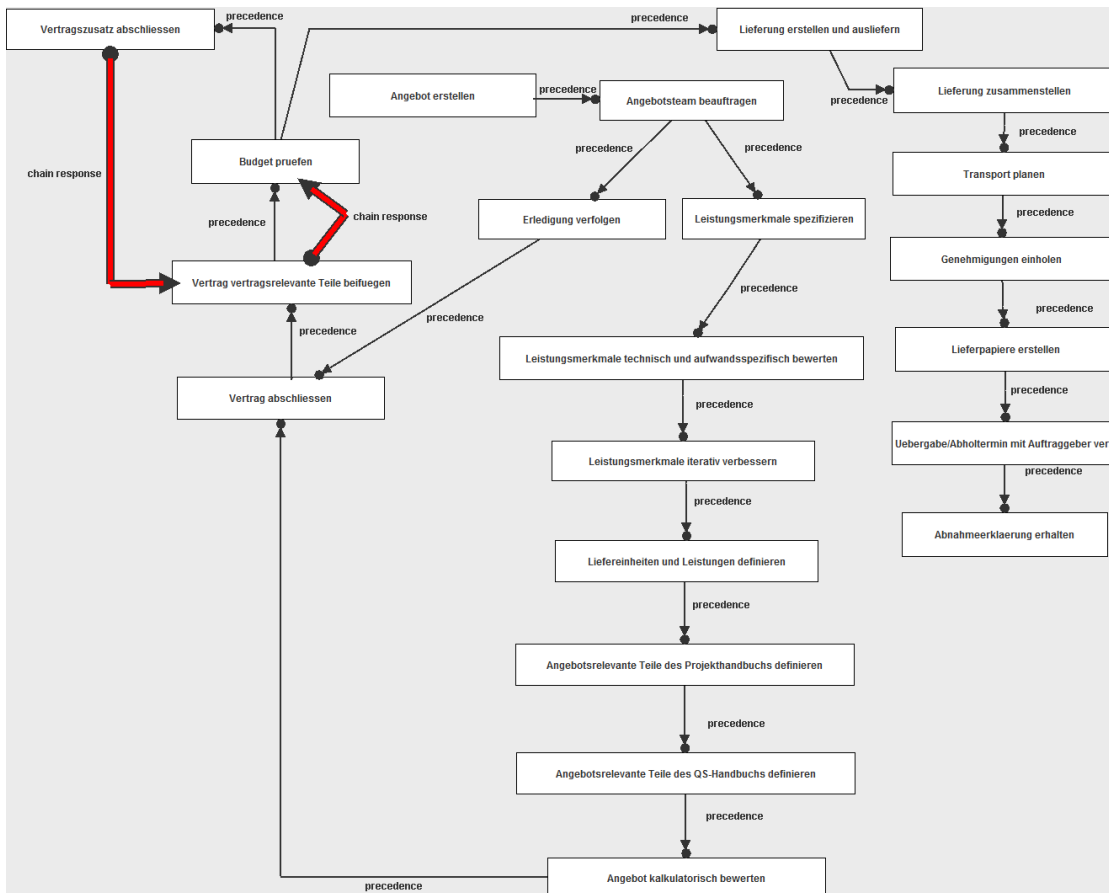 precedence
precedence
Vertragszusatz abschliessen
Lieferung erstellen und ausliefern
precedence
Angebot erstellen
precedence
Angebotsteam beauftragen
Lieferung zusammenstellen
precedence
precedence
precedence
Budget pruefen
chain response
Transport planen
precedence
precedence
chain response
Erledigung verfolgen
Leistungsmerkmale spezifizieren
Genehmigungen einholen
precedence
Vertrag vertragsrelevante Teile beifuegen
precedence
precedence
precedence
Leistungsmerkmale technisch und aufwandsspezifisch bewerten
Lieferpapiere erstellen
Vertrag abschliessen
precedence
precedence
Uebergabe/Abholtermin mit Auftraggeber ver
Leistungsmerkmale iterativ verbessern
precedence
precedence
Abnahmeerklaerung erhalten
Liefereinheiten und Leistungen definieren
precedence
Angebotsrelevante Teile des Projekthandbuchs definieren
precedence
Angebotsrelevante Teile des QS-Handbuchs definieren
precedence
Angebot kalkulatorisch bewerten
precedence